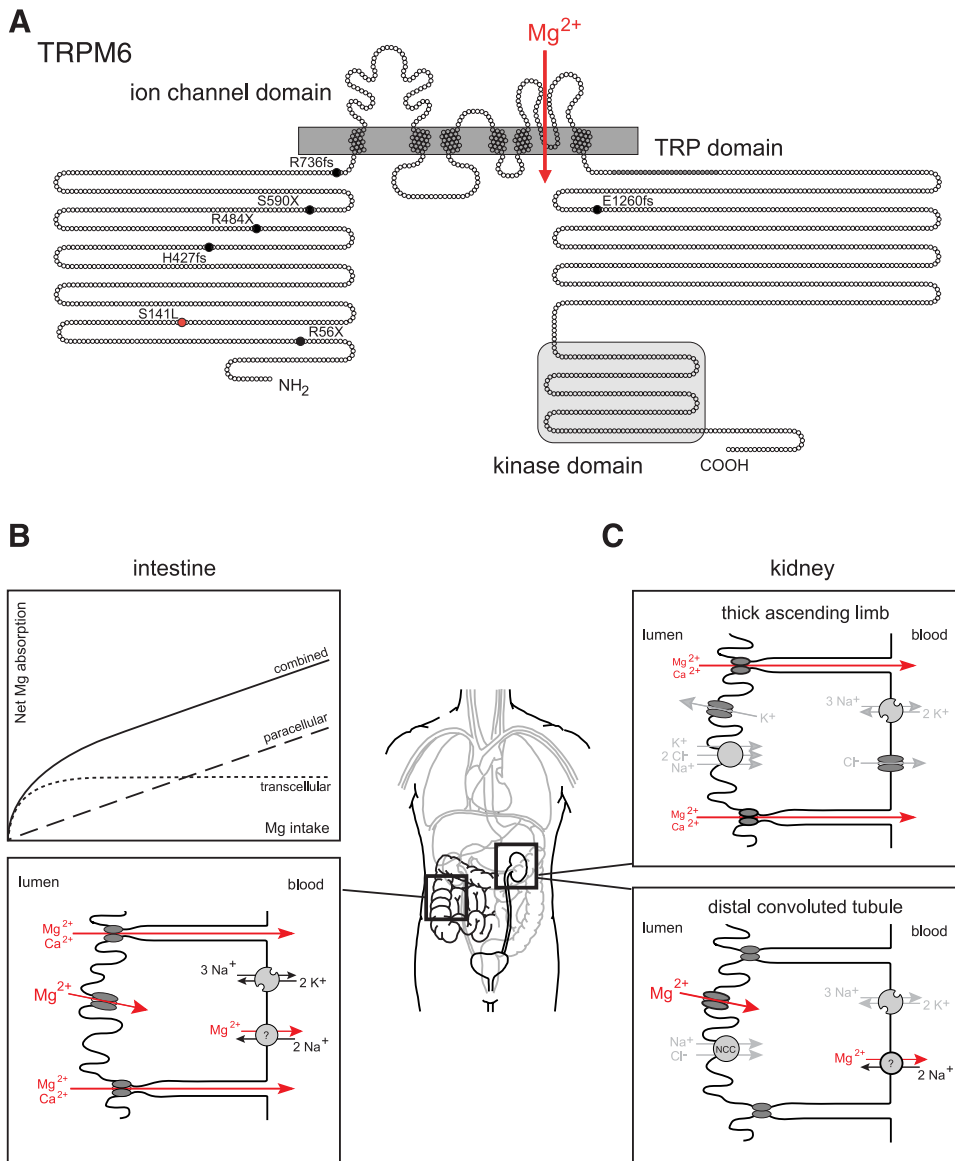 A
TRPM6
Mg2+
ion channel domain
TRP domain
R736fs
S590X
R484X
H427fs
S141L
R56X
NH2
E1260fs
kinase domain
COOH
B
intestine
Net Mg absorption
combined
paracellular
transcellular
Mg intake
lumen
blood
Mg2+
Ca2+
3 Na+
2 K+
Mg2+
Mg2+
?
2 Na+
Mg2+
Ca2+
C
kidney
thick ascending limb
lumen
blood
Mg2+
Ca2+
3 Na+
2 K+
K+
K+
2 Cl-
Na+
Cl-
Mg2+
Ca2+
distal convoluted tubule
lumen
blood
Mg2+
3 Na+
2 K+
Na+
Cl-
NCC
Mg2+
?
2 Na+